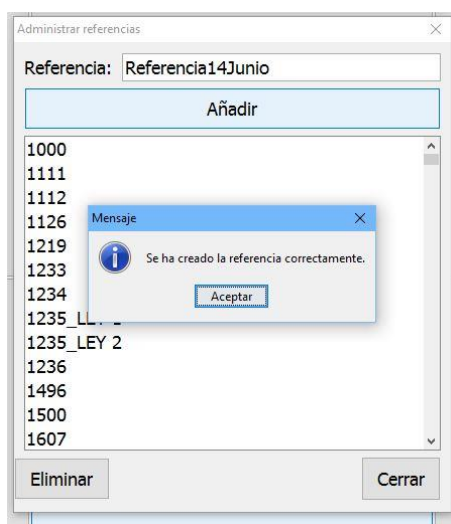 Administrar referencias
Referencia: Referencia14Junio
Añadir
1000
1111
1112
1126
Mensaje
1219
Se ha creado la referencia correctamente.
1233
1234
Aceptar
1235_LEY
1235_LEY 2
1236
1496
1500
1607
Eliminar
Cerrar